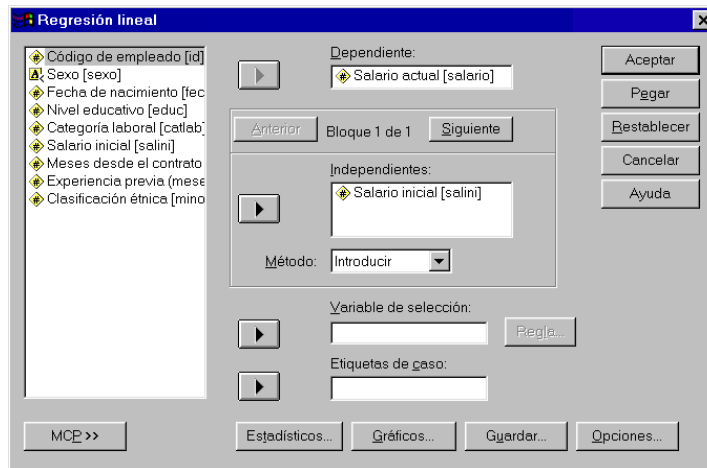 Regresión lineal
Código de empleado [id]
Sexo [sexo]
Fecha de nacimiento [fec
Nivel educativo [educ]
Categoría laboral [catlab]
Salario inicial [salini]
Meses desde el contrato
Experiencia previa (mese
Clasificación étnica [mino
MCP >>
Dependiente:
Salario actual [salario]
Anterior
Bloque 1 de 1
Siguiente
Independientes:
Salario inicial [salini]
Método:
Introducir
Variable de selección:
Regla...
Etiquetas de caso:
Estadísticos...
Gráficos...
Guardar...
Opciones...
Aceptar
Pegar
Restablecer
Cancelar
Ayuda